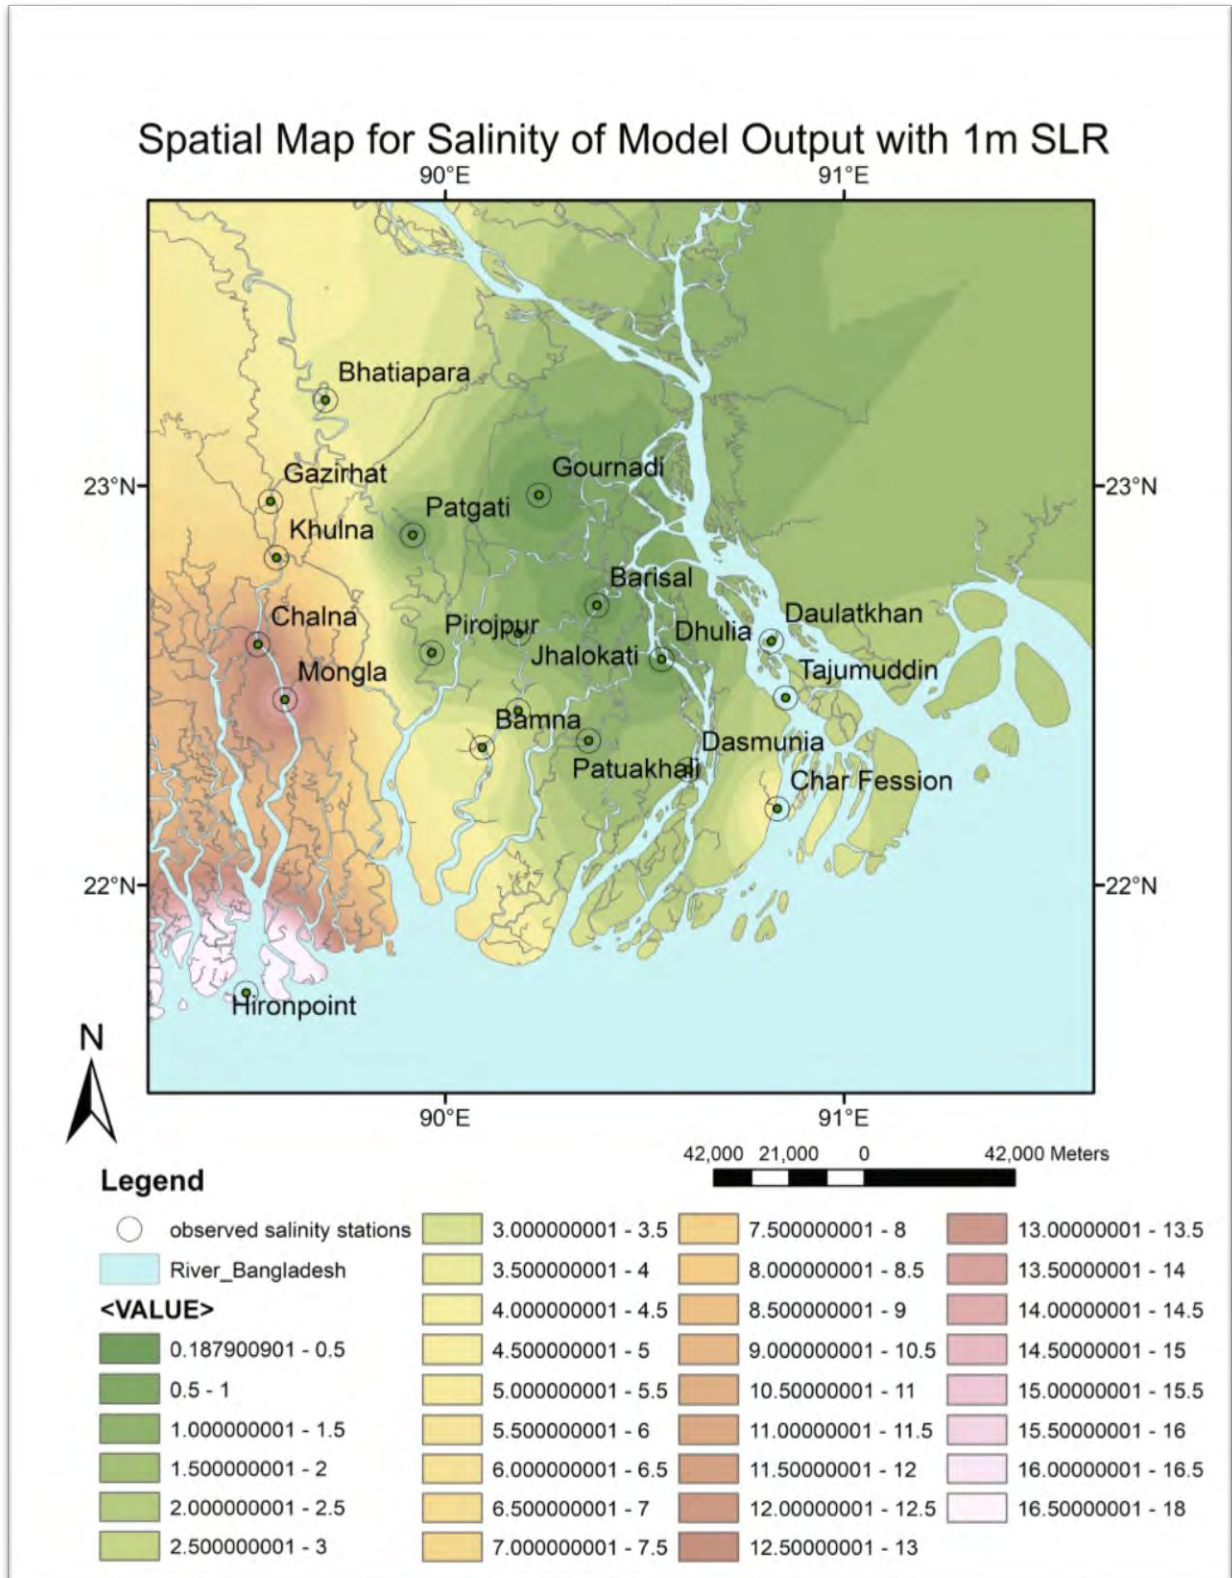 Spatial Map for Salinity of Model Output with 1m SLR
90°E 91°E
Bhatiapara
Gazirhat
Gournadi
23°N 23°N
Patgati
Khulna
Barisal
Chalna
Pirojpur
Dhulia
Daulatkhan
Jhalokati
Mongla
Tajumuddin
Bamna
Dasmunia
Patuakhali
Char Fession
22°N 22°N
Hironpoint
N
90°E 91°E
42,000 21,000 0 42,000 Meters
Legend
observed salinity stations
River_Bangladesh
<VALUE>
0.187900901 - 0.5
0.5 - 1
1.000000001 - 1.5
1.500000001 - 2
2.000000001 - 2.5
2.500000001 - 3
3.000000001 - 3.5
3.500000001 - 4
4.000000001 - 4.5
4.500000001 - 5
5.000000001 - 5.5
5.500000001 - 6
6.000000001 - 6.5
6.500000001 - 7
7.000000001 - 7.5
7.500000001 - 8
8.000000001 - 8.5
8.500000001 - 9
9.000000001 - 10.5
10.50000001 - 11
11.00000001 - 11.5
11.50000001 - 12
12.00000001 - 12.5
12.50000001 - 13
13.00000001 - 13.5
13.50000001 - 14
14.00000001 - 14.5
14.50000001 - 15
15.00000001 - 15.5
15.50000001 - 16
16.00000001 - 16.5
16.50000001 - 18